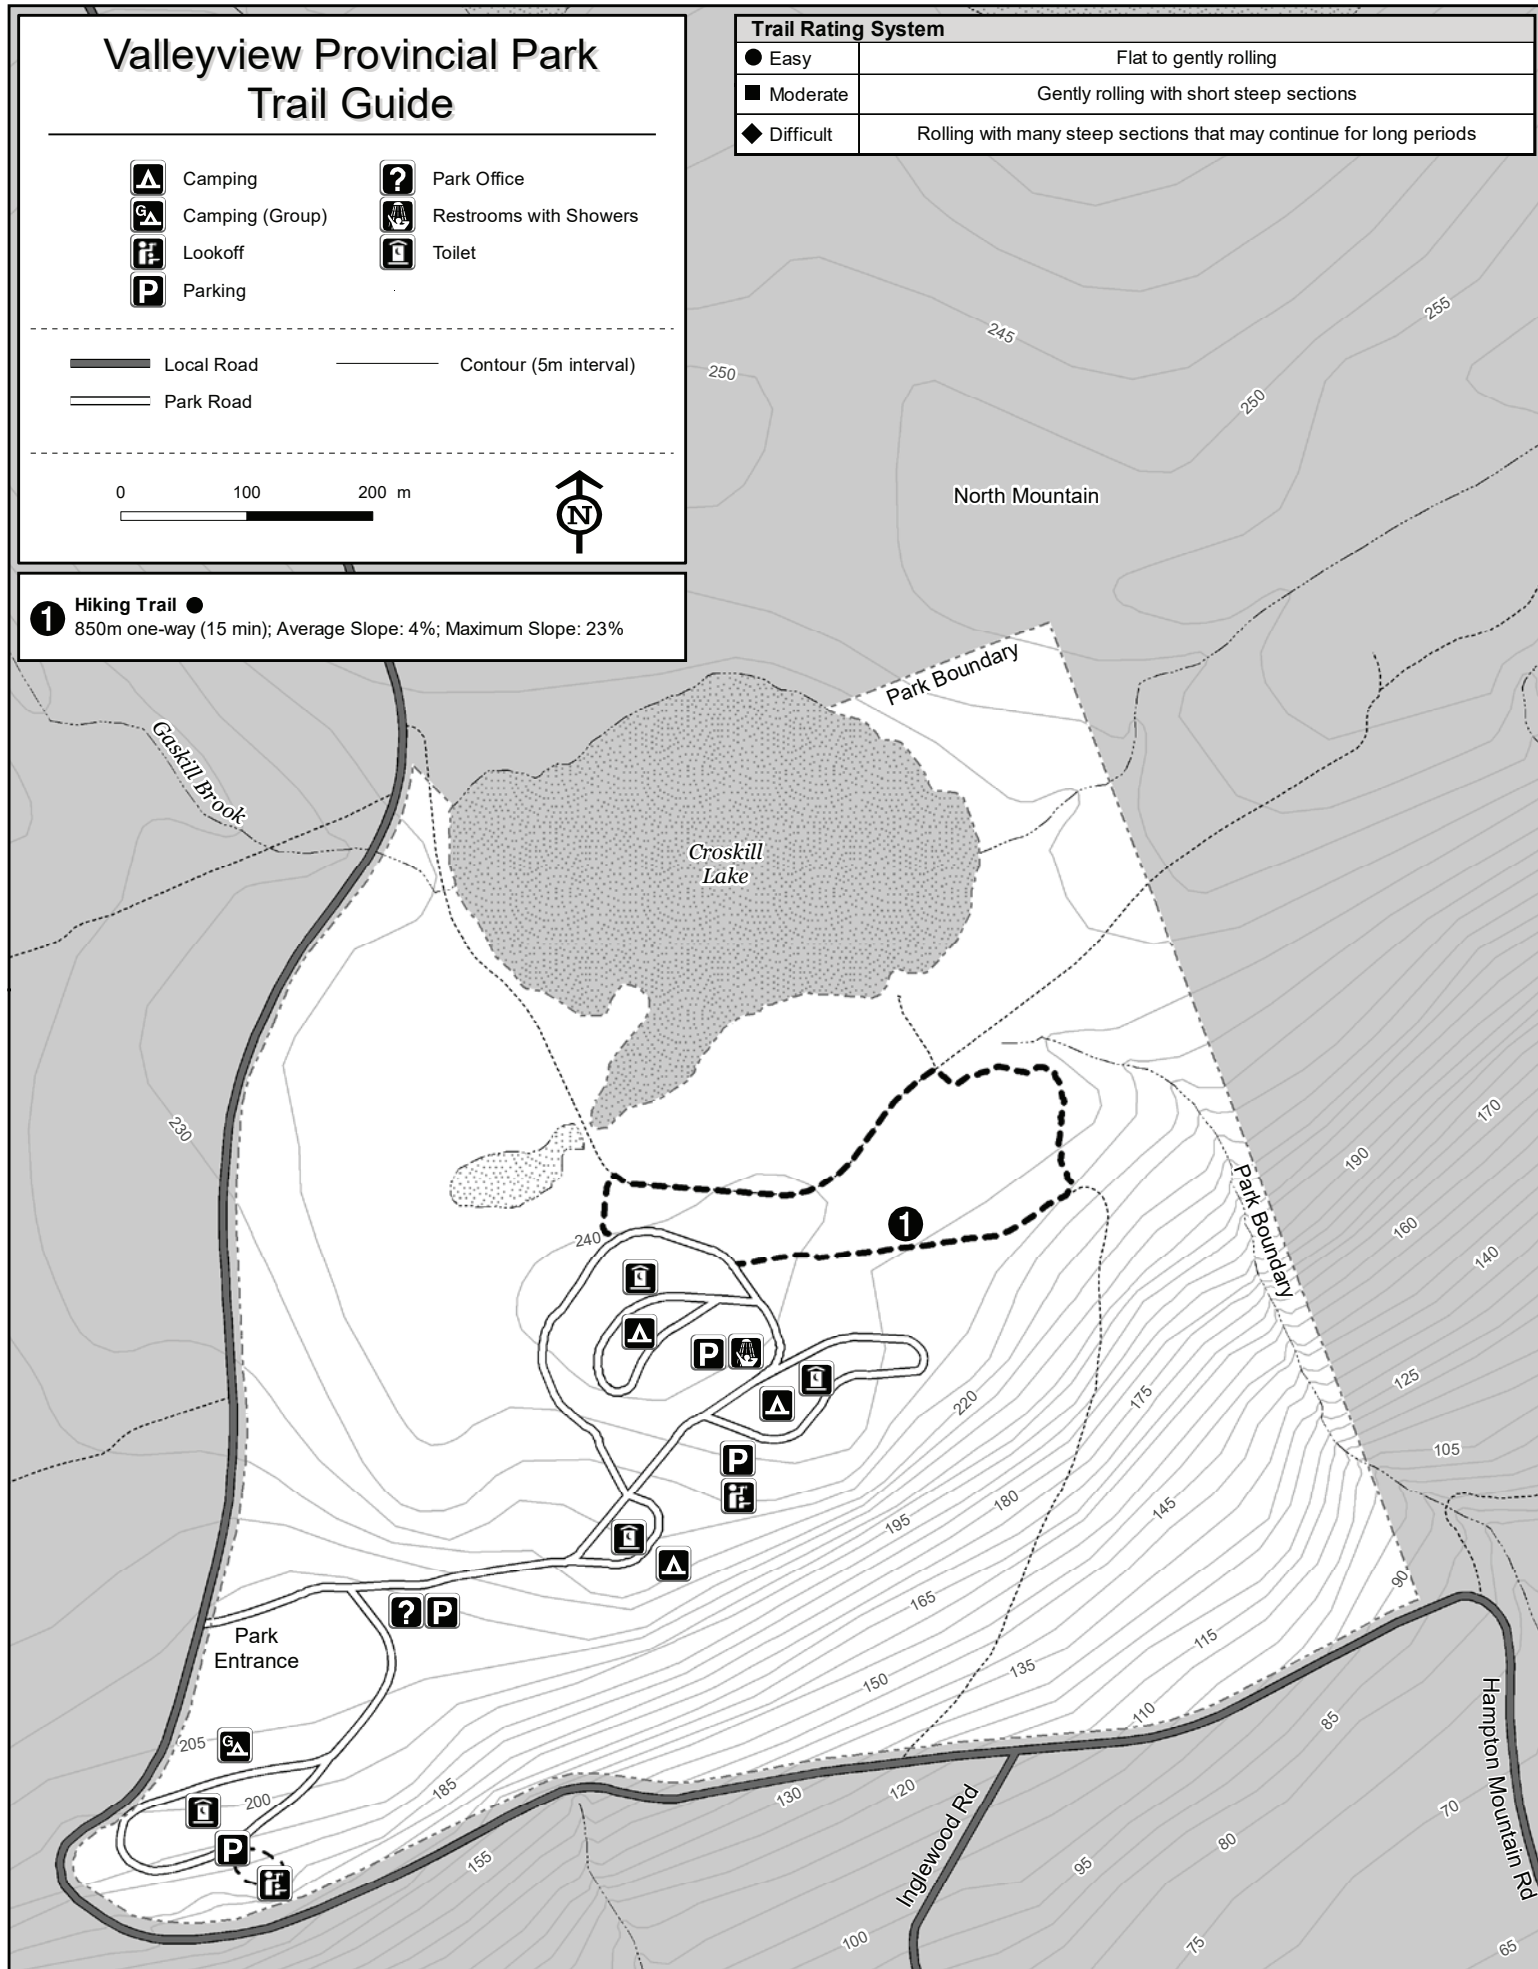 Valleyview Provincial Park
Trail Guide
Camping
Camping (Group)
Lookoff
Parking
Park Office
Restrooms with Showers
Toilet
Local Road
Park Road
Contour (5m interval)
0 100 200 m
N
1 Hiking Trail
850m one-way (15 min); Average Slope: 4%; Maximum Slope: 23%
Trail Rating System
Easy Flat to gently rolling
Moderate Gently rolling with short steep sections
Difficult Rolling with many steep sections that may continue for long periods
255
245
250
250
North Mountain
Park Boundary
Gaskill Brook
Croskill
Lake
230
170
190
Park Boundary
160
140
1
240
125
175
220
105
180
145
195
90
165
P
P
? P
115
Park
Entrance
135
150
110
Hampton Mountain Rd
85
205
G
185
130
120
200
70
P
80
155
95
Inglewood Rd
100
75
65